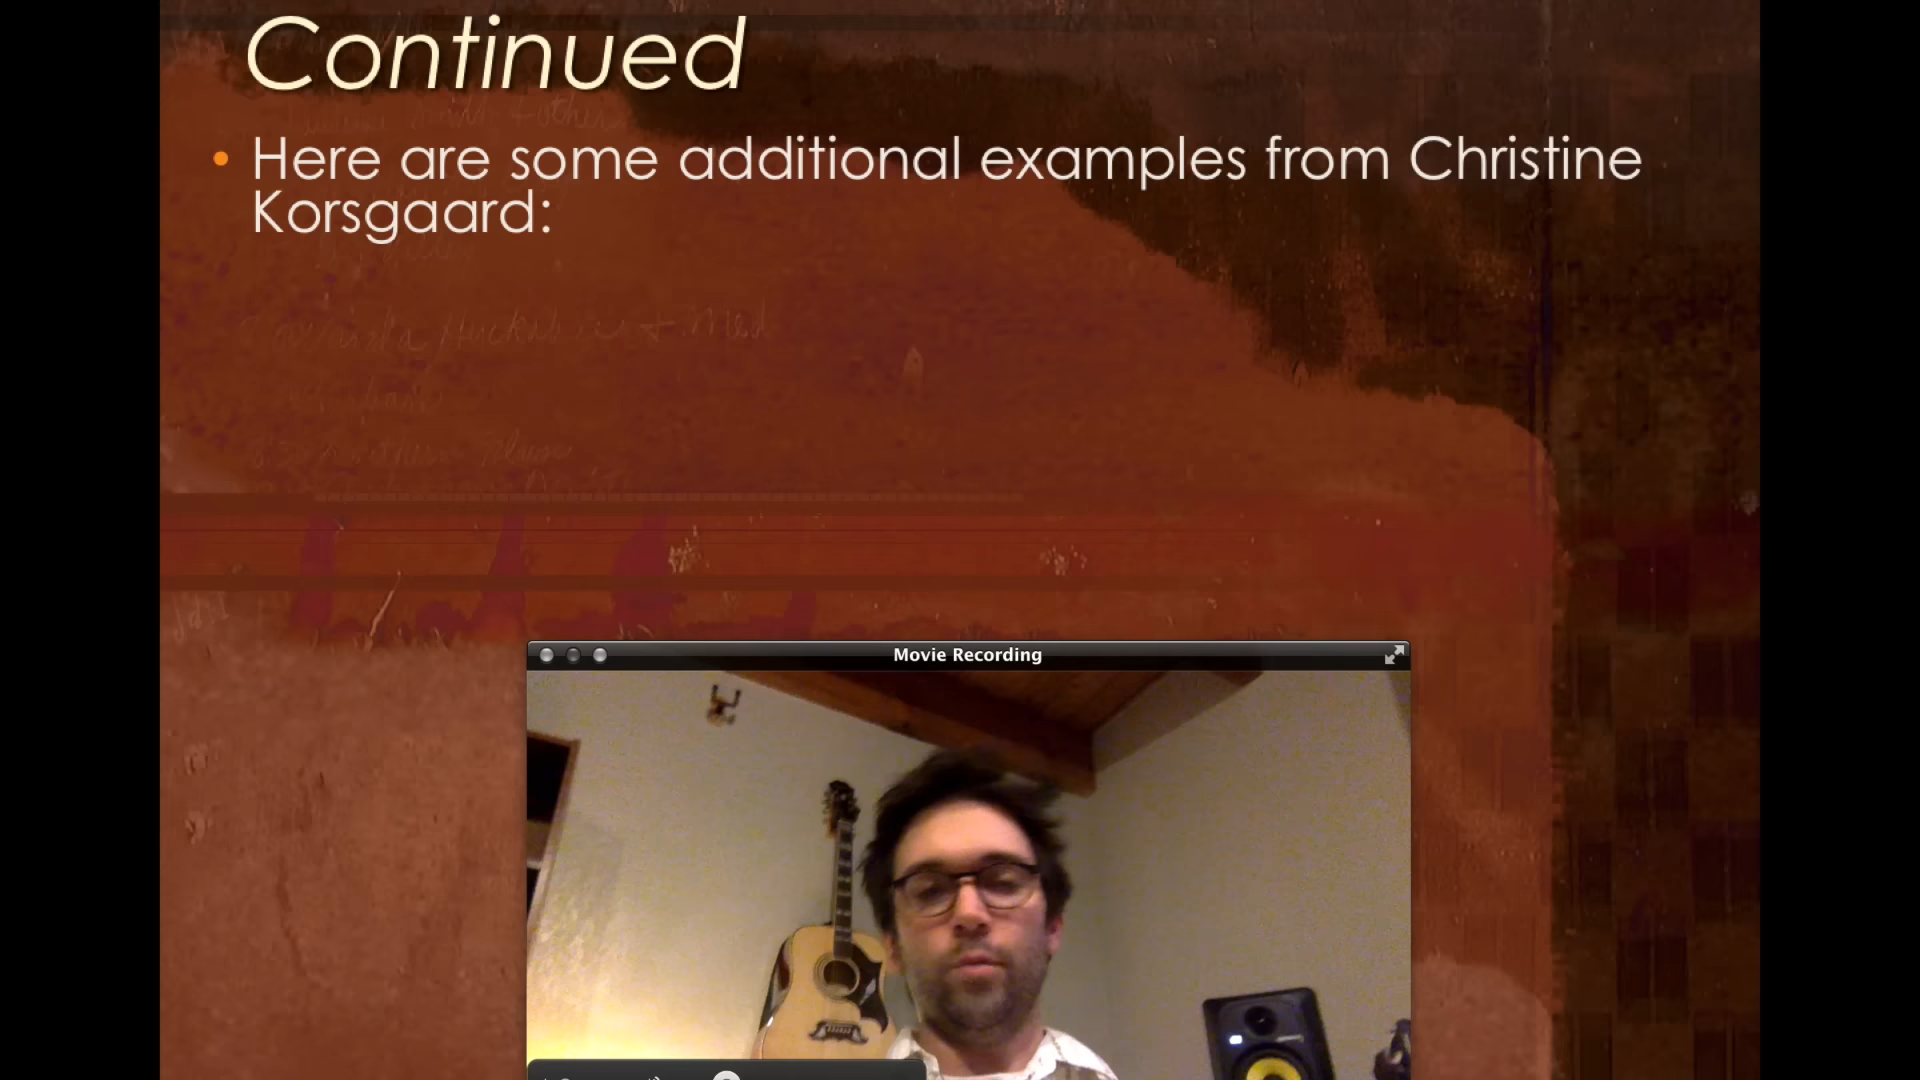 Continued
• Here are some additional examples from Christine
Korsgaard:
Movie Recording